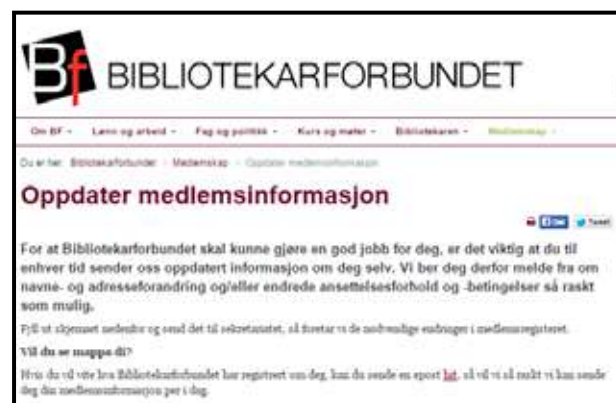 Bf BIBLIOTEKARFORBUNDET
Om BF Lønn og arbeid Fag og politikk Kurs og møter Bibliotekaren Medlemskap
Du er her: Bibliotekarforbundet Medlemskap Oppdater medlemsinformasjon
Oppdater medlemsinformasjon
Tweet
For at Bibliotekarforbundet skal kunne gjøre en god jobb for deg, er det viktig at du til
enhver tid sender oss oppdatert informasjon om deg selv. Vi ber deg derfor melde fra om
navne- og adresseforandring og/eller endrede ansettelsesforhold og -betingelser så raskt
som mulig.
Fyll ut skjemaet nedenfor og send det til sekretariatet, så foretar vi de nødvendige endringer i medlemsregisteret.
Vil du se mappa di?
Hvis du vil vite hva Bibliotekarforbundet har registrert om deg, kan du sende en epost hit, så vil vi så raskt vi kan sende
deg din medlemsinformasjon per i dag.